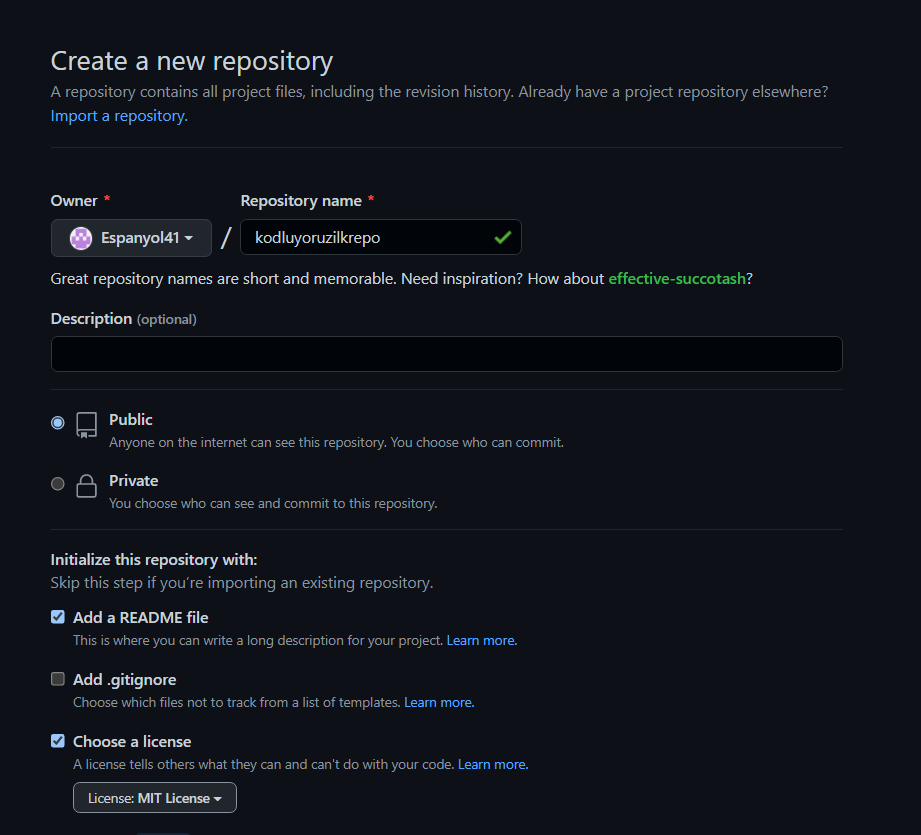 Create a new repository
A repository contains all project files, including the revision history. Already have a project repository elsewhere?
Import a repository.
Owner * Repository name *
Espanyol41 / kodluyoruzilkrepo
Great repository names are short and memorable. Need inspiration? How about effective-succotash?
Description (optional)
Public
Anyone on the internet can see this repository. You choose who can commit.
Private
You choose who can see and commit to this repository.
Initialize this repository with:
Skip this step if you’re importing an existing repository.
Add a README file
This is where you can write a long description for your project. Learn more.
Add .gitignore
Choose which files not to track from a list of templates. Learn more.
Choose a license
A license tells others what they can and can't do with your code. Learn more.
License: MIT License